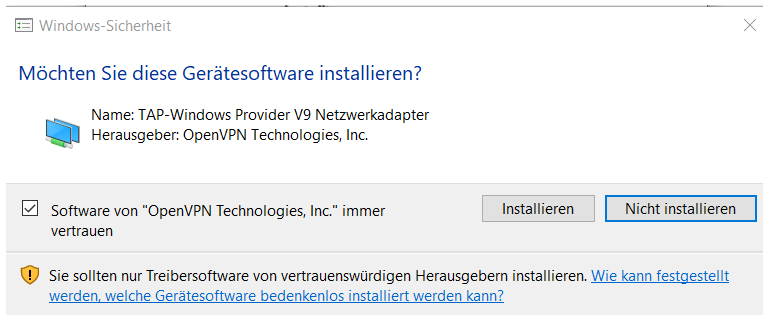 Windows-Sicherheit
Möchten Sie diese Gerätesoftware installieren?
Name: TAP-Windows Provider V9 Netzwerkadapter
Herausgeber: OpenVPN Technologies, Inc.
Software von "OpenVPN Technologies, Inc." immer
vertrauen
Installieren
Nicht installieren
Sie sollten nur Treibersoftware von vertrauenswürdigen Herausgebern installieren. Wie kann festgestellt
werden, welche Gerätesoftware bedenkenlos installiert werden kann?